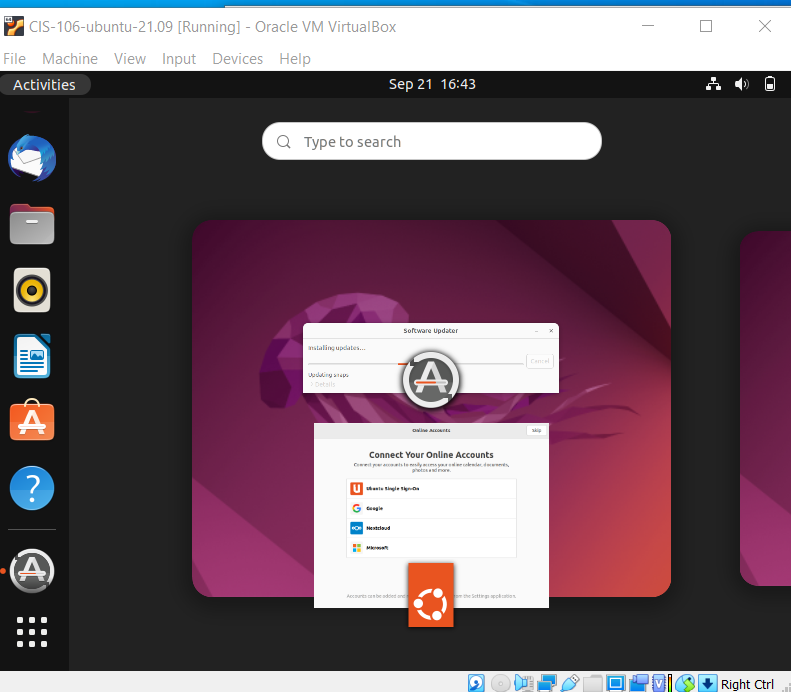 CIS-106-ubuntu-21.09 [Running] - Oracle VM VirtualBox
File Machine View Input Devices Help
Activities
Sep 21 16:43
Type to search
Software Updater
Installing updates...
Cancel
Updating snaps
Details
Online Accounts
Skip
Connect Your Online Accounts
Connect your accounts to easily access your online calendar, documents,
photos and more.
Ubuntu Single Sign-On
Google
Nextcloud
Microsoft
Accounts can be added and
from the Settings application.
Right Ctrl